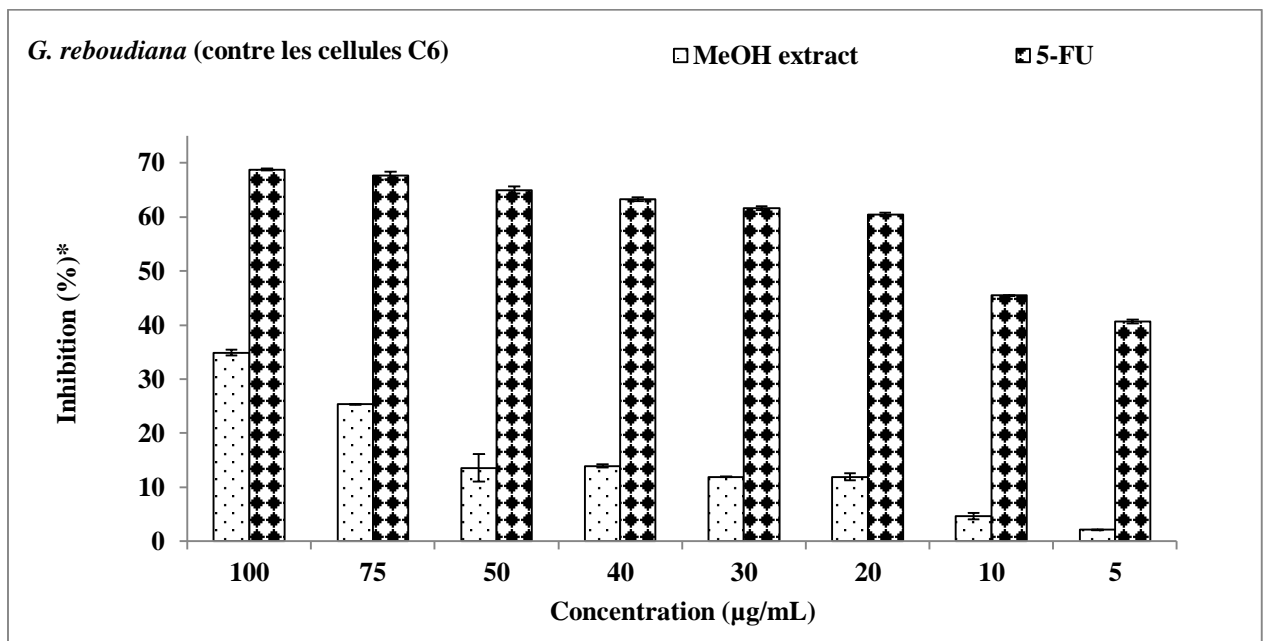 G. reboudiana (contre les cellules C6)
MeOH extract
5-FU
70
60
50
40
30
20
10
0
Inhibition (%)*
100 75 50 40 30 20 10 5
Concentration (µg/mL)